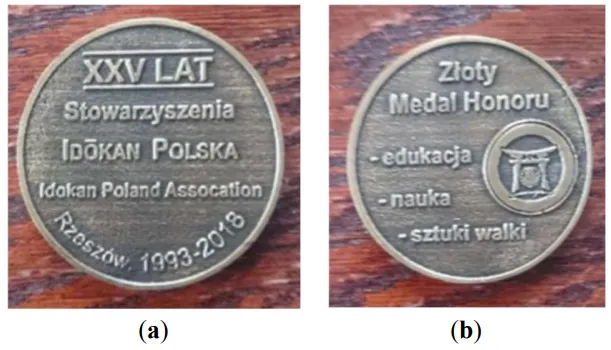 XXV LAT
Stowarzyszenia
IDŌKAN POLSKA
Idokan Poland Assocation
Rzeszów, 1993-2018
Złoty
Medal Honoru
- edukacja
- nauka
- sztuki walki
(a)
(b)